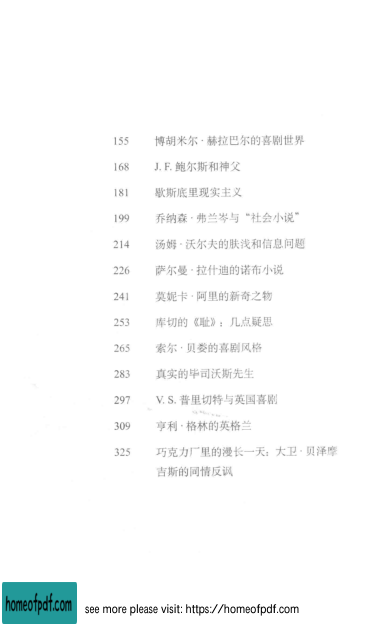 155 博胡米尔·赫拉巴尔的喜剧世界
168 J. F. 鲍尔斯和神父
181 歇斯底里现实主义
199 乔纳森·弗兰岑与“社会小说”
214 汤姆·沃尔夫的肤浅和信息问题
226 萨尔曼·拉什迪的诺布小说
241 莫妮卡·阿里的新奇之物
253 库切的《耻》：几点疑思
265 索尔·贝娄的喜剧风格
283 真实的毕司沃斯先生
297 V. S. 普里切特与英国喜剧
309 亨利·格林的英格兰
325 巧克力厂里的漫长一天：大卫·贝泽摩
吉斯的同情反讽
homeofpdf.com
see more please visit: https://homeofpdf.com